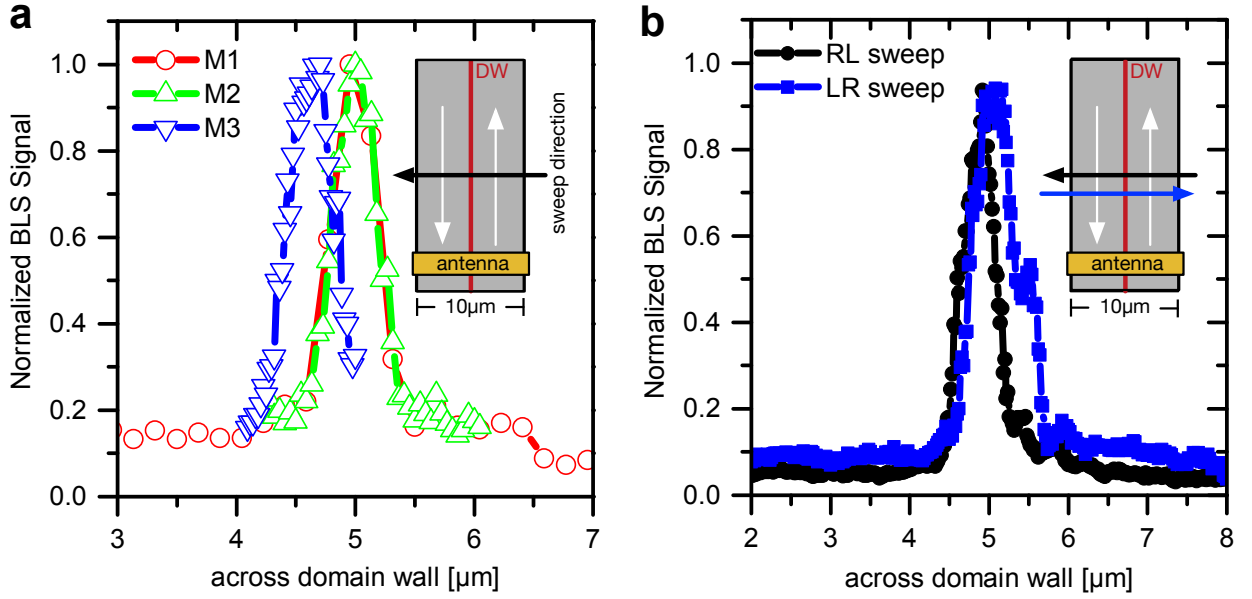 a
Normalized BLS Signal
1.0
0.8
0.6
0.4
0.2
0.0
M1
M2
M3
DW
sweep direction
antenna
10µm
3 4 5 6 7
across domain wall [µm]
b
Normalized BLS Signal
1.0
0.8
0.6
0.4
0.2
0.0
RL sweep
LR sweep
DW
antenna
10µm
2 3 4 5 6 7 8
across domain wall [µm]